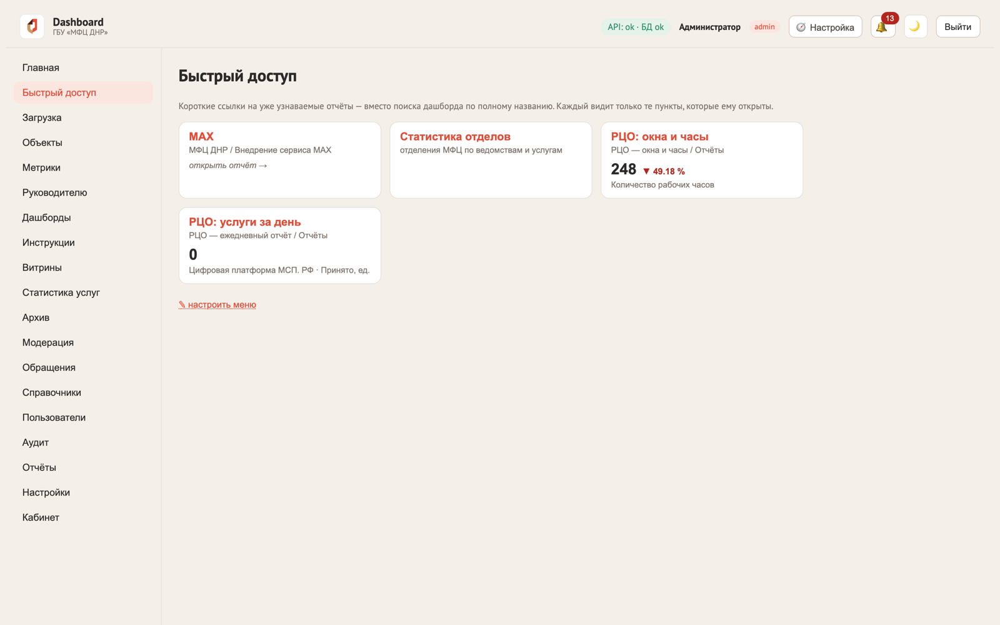 Dashboard
ГБУ «МФЦ ДНР»
API: ok · БД ok
Администратор
admin
Настройка
13
Выйти
Главная
Быстрый доступ
Загрузка
Объекты
Метрики
Руководителю
Дашборды
Инструкции
Витрины
Статистика услуг
Архив
Модерация
Обращения
Справочники
Пользователи
Аудит
Отчёты
Настройки
Кабинет
Быстрый доступ
Короткие ссылки на уже узнаваемые отчёты — вместо поиска дашборда по полному названию. Каждый видит только те пункты, которые ему открыты.
MAX
МФЦ ДНР / Внедрение сервиса MAX
открыть отчёт →
Статистика отделов
отделения МФЦ по ведомствам и услугам
РЦО: окна и часы
РЦО — окна и часы / Отчёты
248 ▼ 49.18 %
Количество рабочих часов
РЦО: услуги за день
РЦО — ежедневный отчёт / Отчёты
0
Цифровая платформа МСП. РФ · Принято, ед.
✎ настроить меню